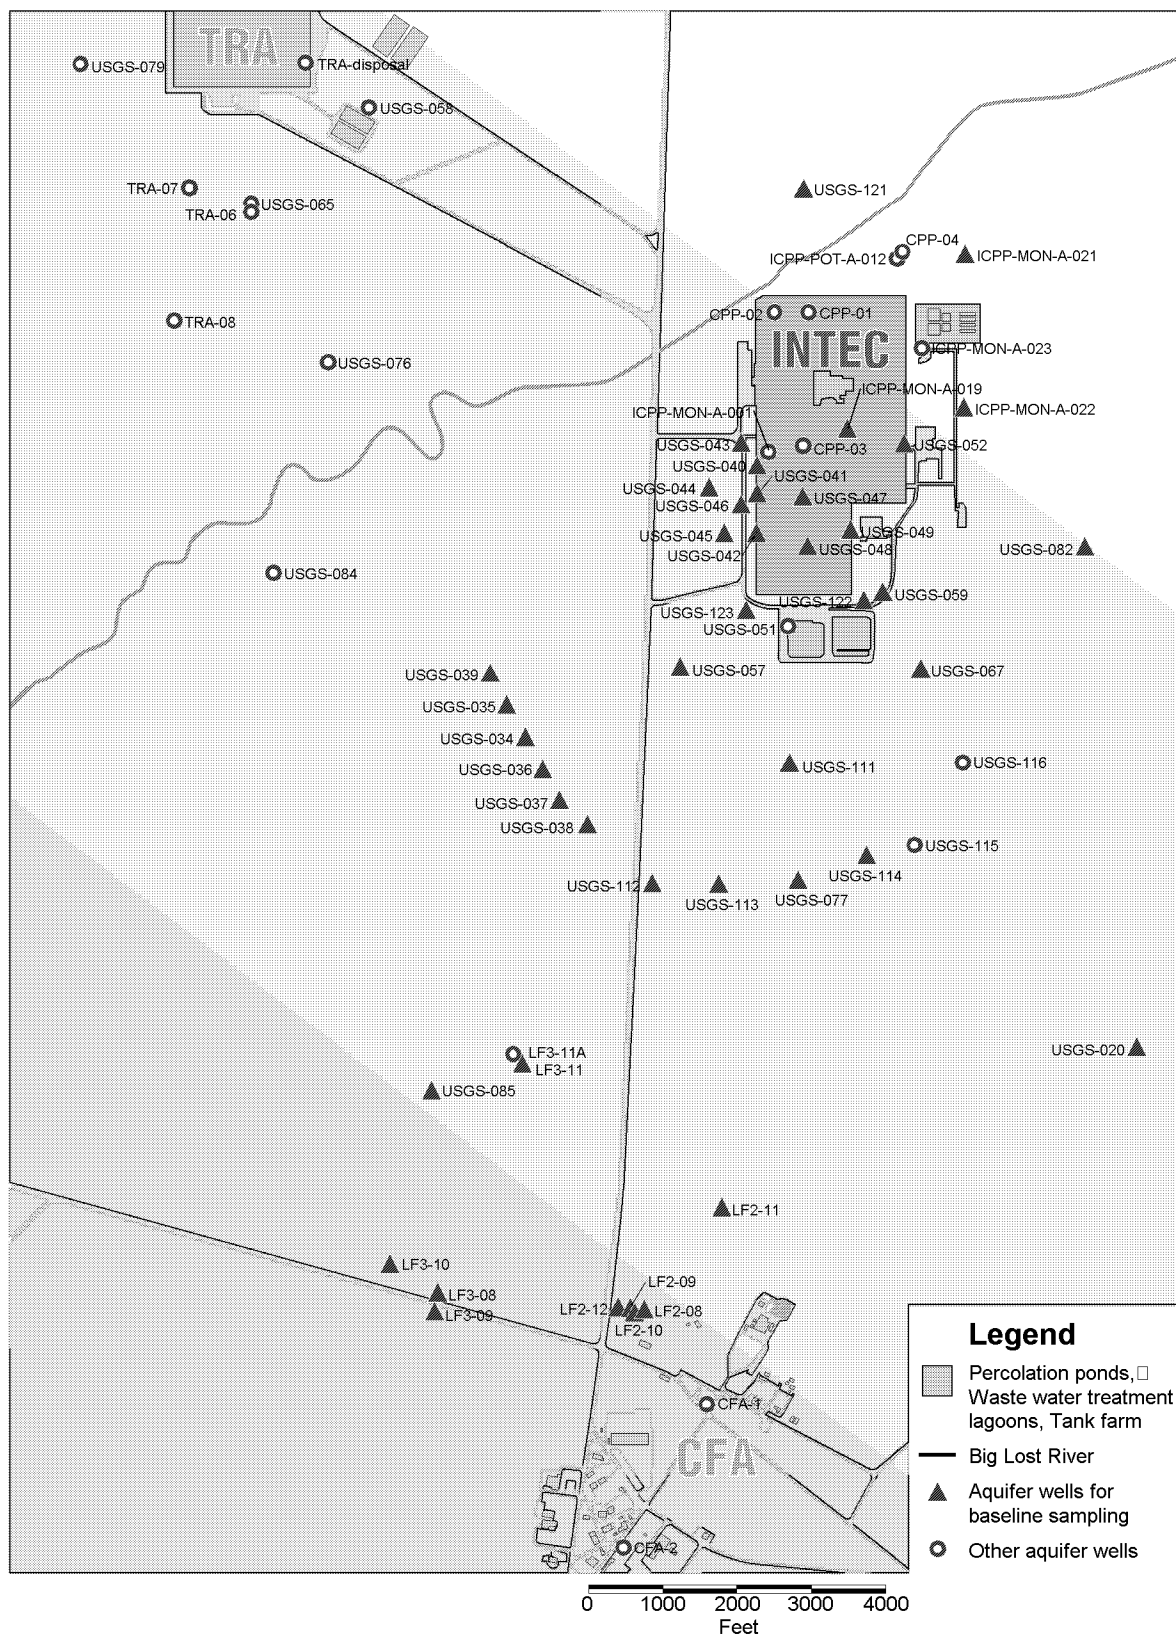 TRA
USGS-079
TRA-disposal
USGS-058
TRA-07
USGS-065
TRA-06
USGS-121
CPP-04
ICPP-POT-A-012
ICPP-MON-A-021
TRA-08
CPP-02
CPP-01
INTEC
USGS-076
ICPP-MON-A-023
ICPP-MON-A-019
ICPP-MON-A-001
ICPP-MON-A-022
USGS-043
CPP-03
USGS-052
USGS-040
USGS-041
USGS-044
USGS-047
USGS-046
USGS-045
USGS-049
USGS-042
USGS-048
USGS-082
USGS-084
USGS-059
USGS-122
USGS-123
USGS-051
USGS-039
USGS-057
USGS-067
USGS-035
USGS-034
USGS-036
USGS-111
USGS-116
USGS-037
USGS-038
USGS-115
USGS-114
USGS-112
USGS-113
USGS-077
LF3-11A
LF3-11
USGS-020
USGS-085
LF2-11
LF3-10
LF2-09
LF3-08
LF3-09
LF2-12
LF2-08
LF2-10
CFA-1
CFA
CFA-2
Legend
Percolation ponds,
Waste water treatment
lagoons, Tank farm
Big Lost River
Aquifer wells for
baseline sampling
Other aquifer wells
0 1000 2000 3000 4000
Feet